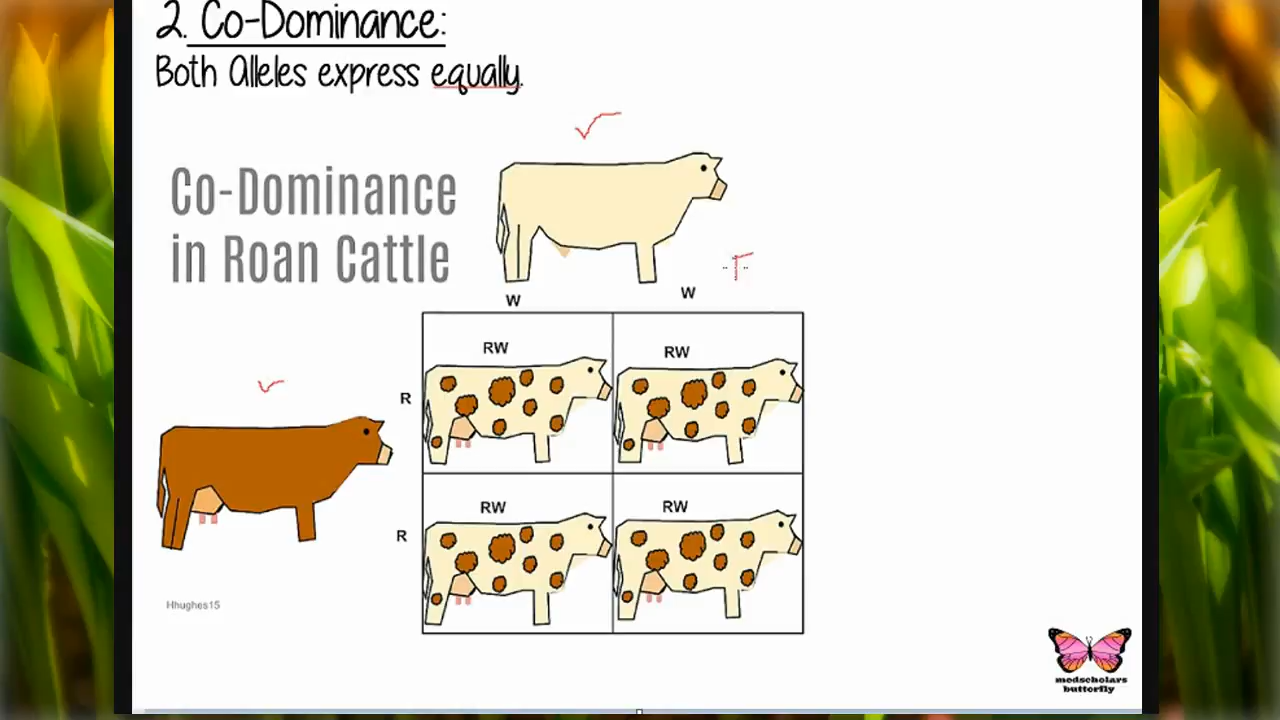 2. Co-Dominance:
Both Alleles express equally.
Co-Dominance
in Roan Cattle
W W
RW RW
R
RW RW
R
Hhughes15
medscholars
butterfly